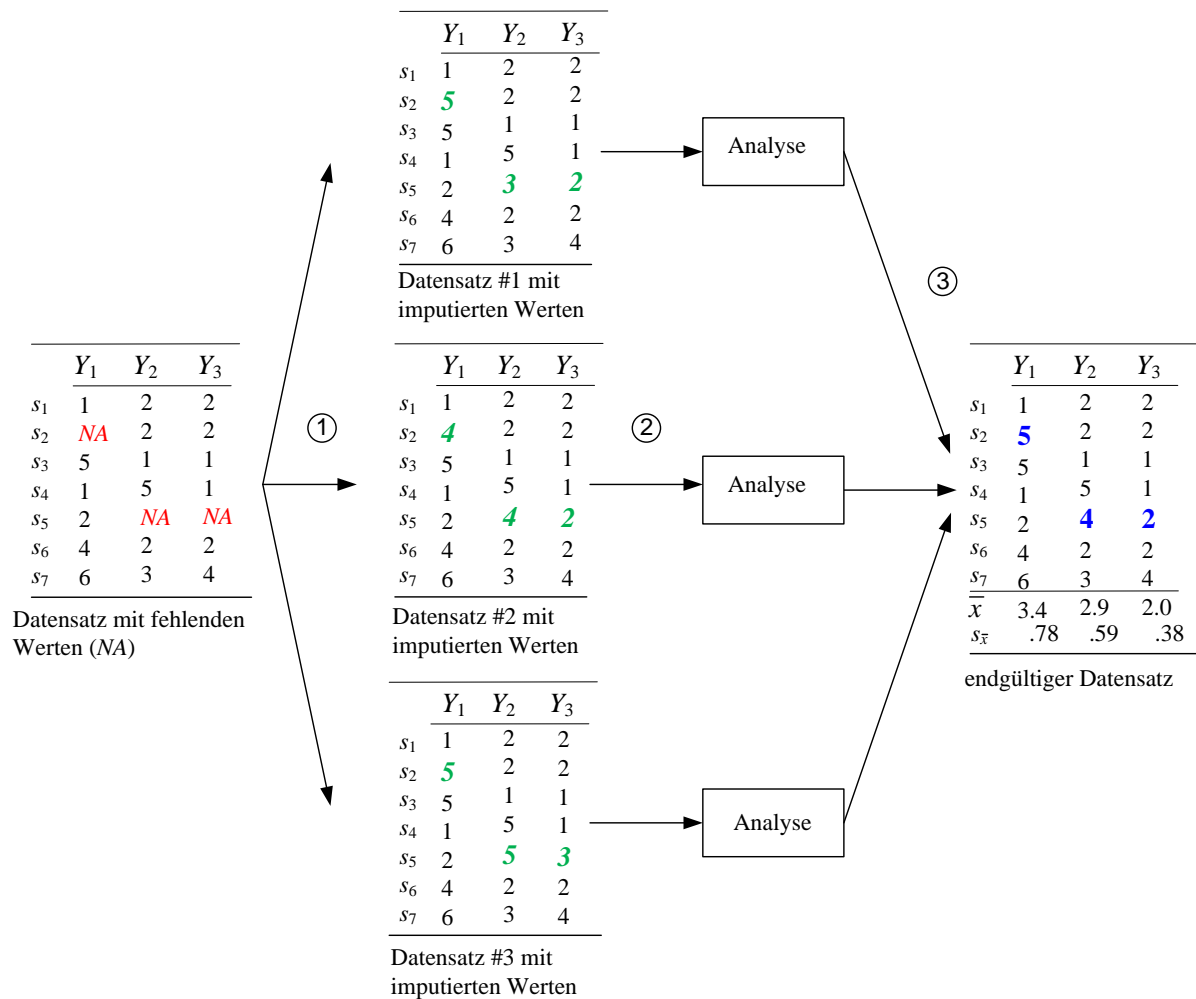 Y1 Y2 Y3
s1 1 2 2
s2 5 2 2
s3 5 1 1
s4 1 5 1
s5 2 3 2
s6 4 2 2
s7 6 3 4
Datensatz #1 mit
imputierten Werten
Analyse
Y1 Y2 Y3
s1 1 2 2
s2 NA 2 2
s3 5 1 1
s4 1 5 1
s5 2 NA NA
s6 4 2 2
s7 6 3 4
Datensatz mit fehlenden
Werten (NA)
①
Y1 Y2 Y3
s1 1 2 2
s2 4 2 2
s3 5 1 1
s4 1 5 1
s5 2 4 2
s6 4 2 2
s7 6 3 4
Datensatz #2 mit
imputierten Werten
②
Analyse
Y1 Y2 Y3
s1 1 2 2
s2 5 2 2
s3 5 1 1
s4 1 5 1
s5 2 5 3
s6 4 2 2
s7 6 3 4
Datensatz #3 mit
imputierten Werten
Analyse
③
Y1 Y2 Y3
s1 1 2 2
s2 5 2 2
s3 5 1 1
s4 1 5 1
s5 2 4 2
s6 4 2 2
s7 6 3 4
x̅ 3.4 2.9 2.0
sx̅ .78 .59 .38
endgültiger Datensatz